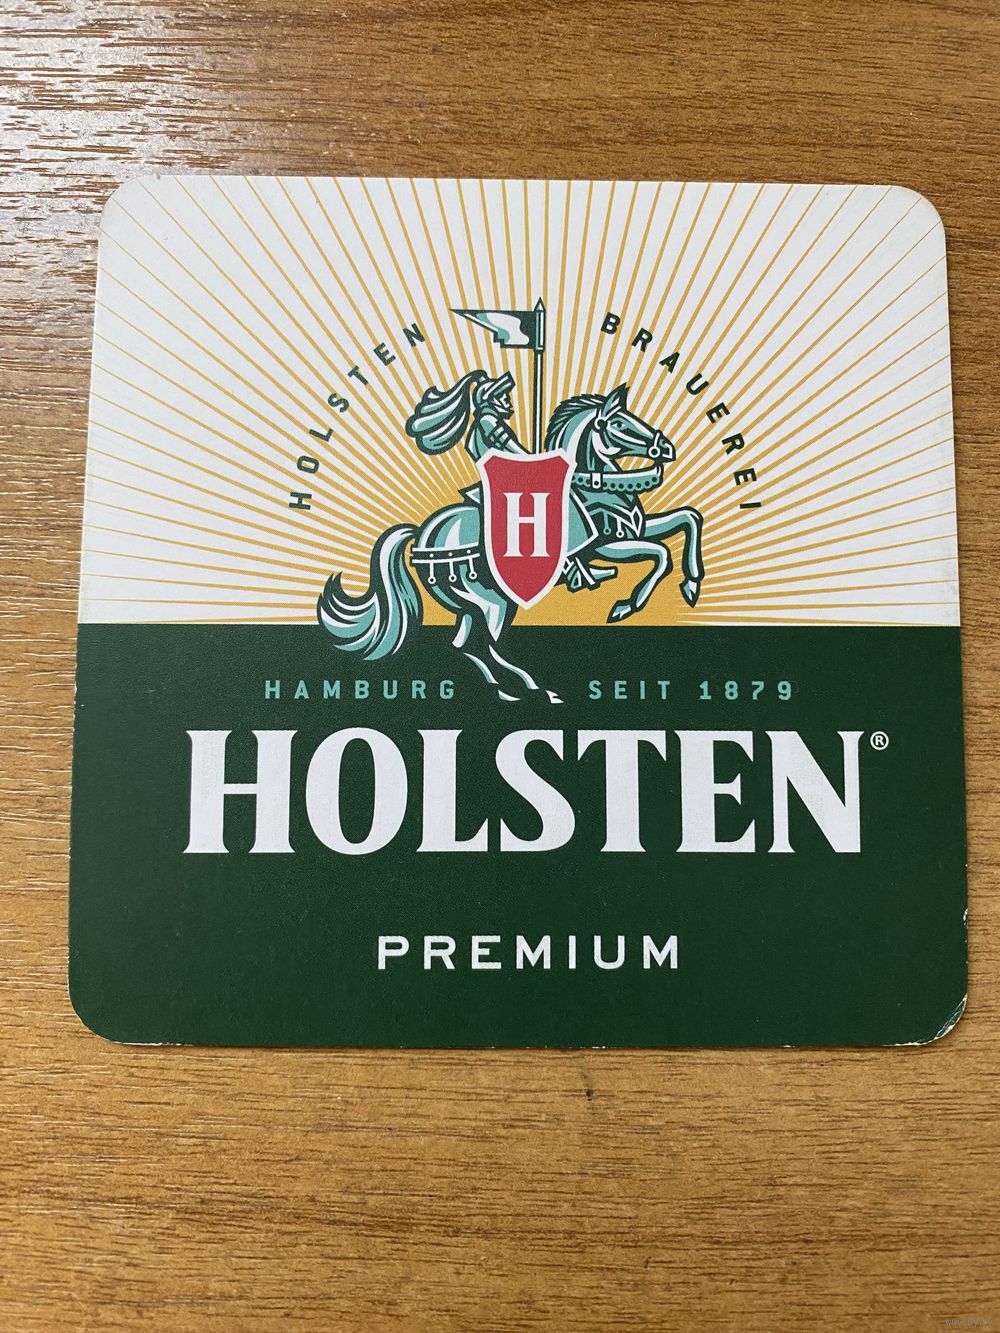 HOLSTEN BRAUEREI
H
HAMBURG SEIT 1879
HOLSTEN®
PREMIUM